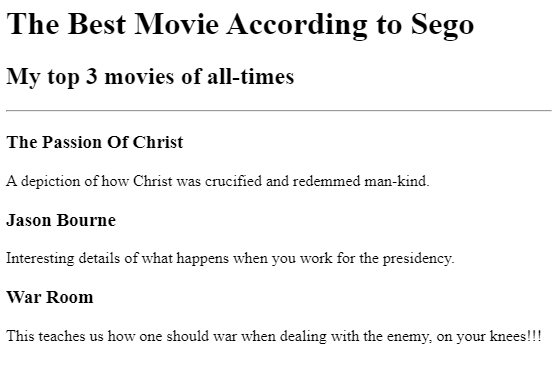 The Best Movie According to Sego
My top 3 movies of all-times
The Passion Of Christ
A depiction of how Christ was crucified and redemmed man-kind.
Jason Bourne
Interesting details of what happens when you work for the presidency.
War Room
This teaches us how one should war when dealing with the enemy, on your knees!!!